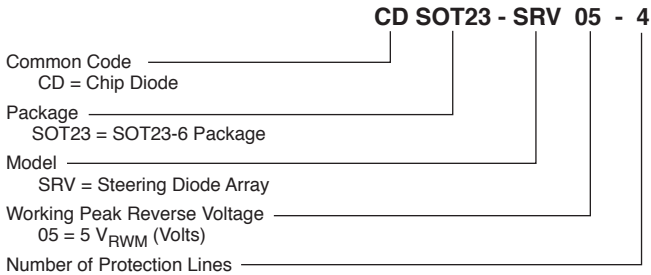 CD SOT23 - SRV 05 - 4
Common Code
CD = Chip Diode
Package
SOT23 = SOT23-6 Package
Model
SRV = Steering Diode Array
Working Peak Reverse Voltage
05 = 5 VRWM (Volts)
Number of Protection Lines